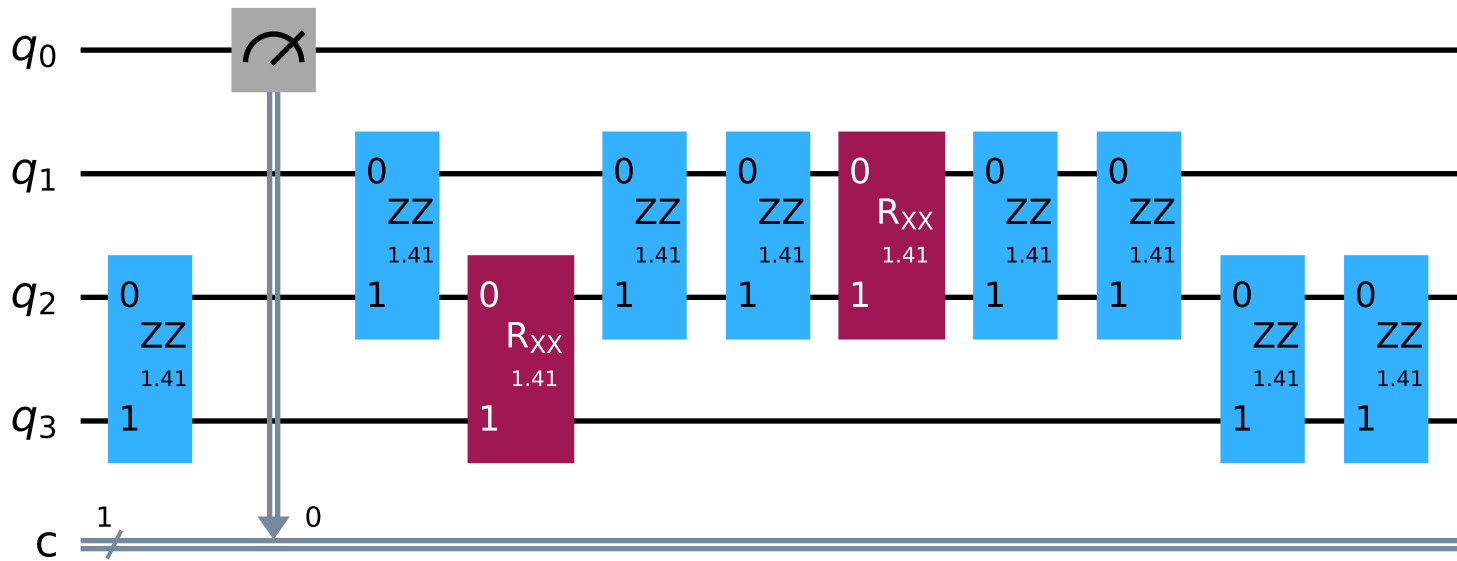 q0
0 0 0 0 0 0
q1
ZZ ZZ ZZ RXX ZZ ZZ
1.41 1.41 1.41 1.41 1.41 1.41
0 1 0 1 1 1 1 1 0 0
q2
ZZ RXX ZZ ZZ
1.41 1.41 1.41 1.41
1 1 1 1
q3
1 0
c